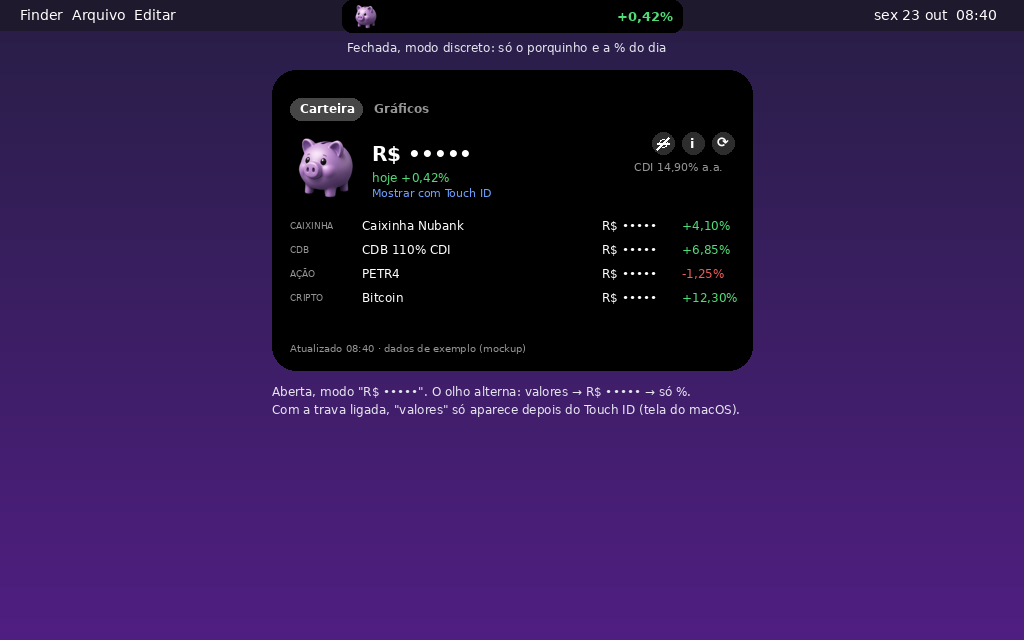 Finder Arquivo Editar
+0,42%
sex 23 out 08:40
Fechada, modo discreto: só o porquinho e a % do dia
Carteira Gráficos
R$ •••••
hoje +0,42%
Mostrar com Touch ID
i ⟳
CDI 14,90% a.a.
CAIXINHA Caixinha Nubank R$ ••••• +4,10%
CDB CDB 110% CDI R$ ••••• +6,85%
AÇÃO PETR4 R$ ••••• -1,25%
CRIPTO Bitcoin R$ ••••• +12,30%
Atualizado 08:40 · dados de exemplo (mockup)
Aberta, modo "R$ •••••". O olho alterna: valores → R$ ••••• → só %.
Com a trava ligada, "valores" só aparece depois do Touch ID (tela do macOS).